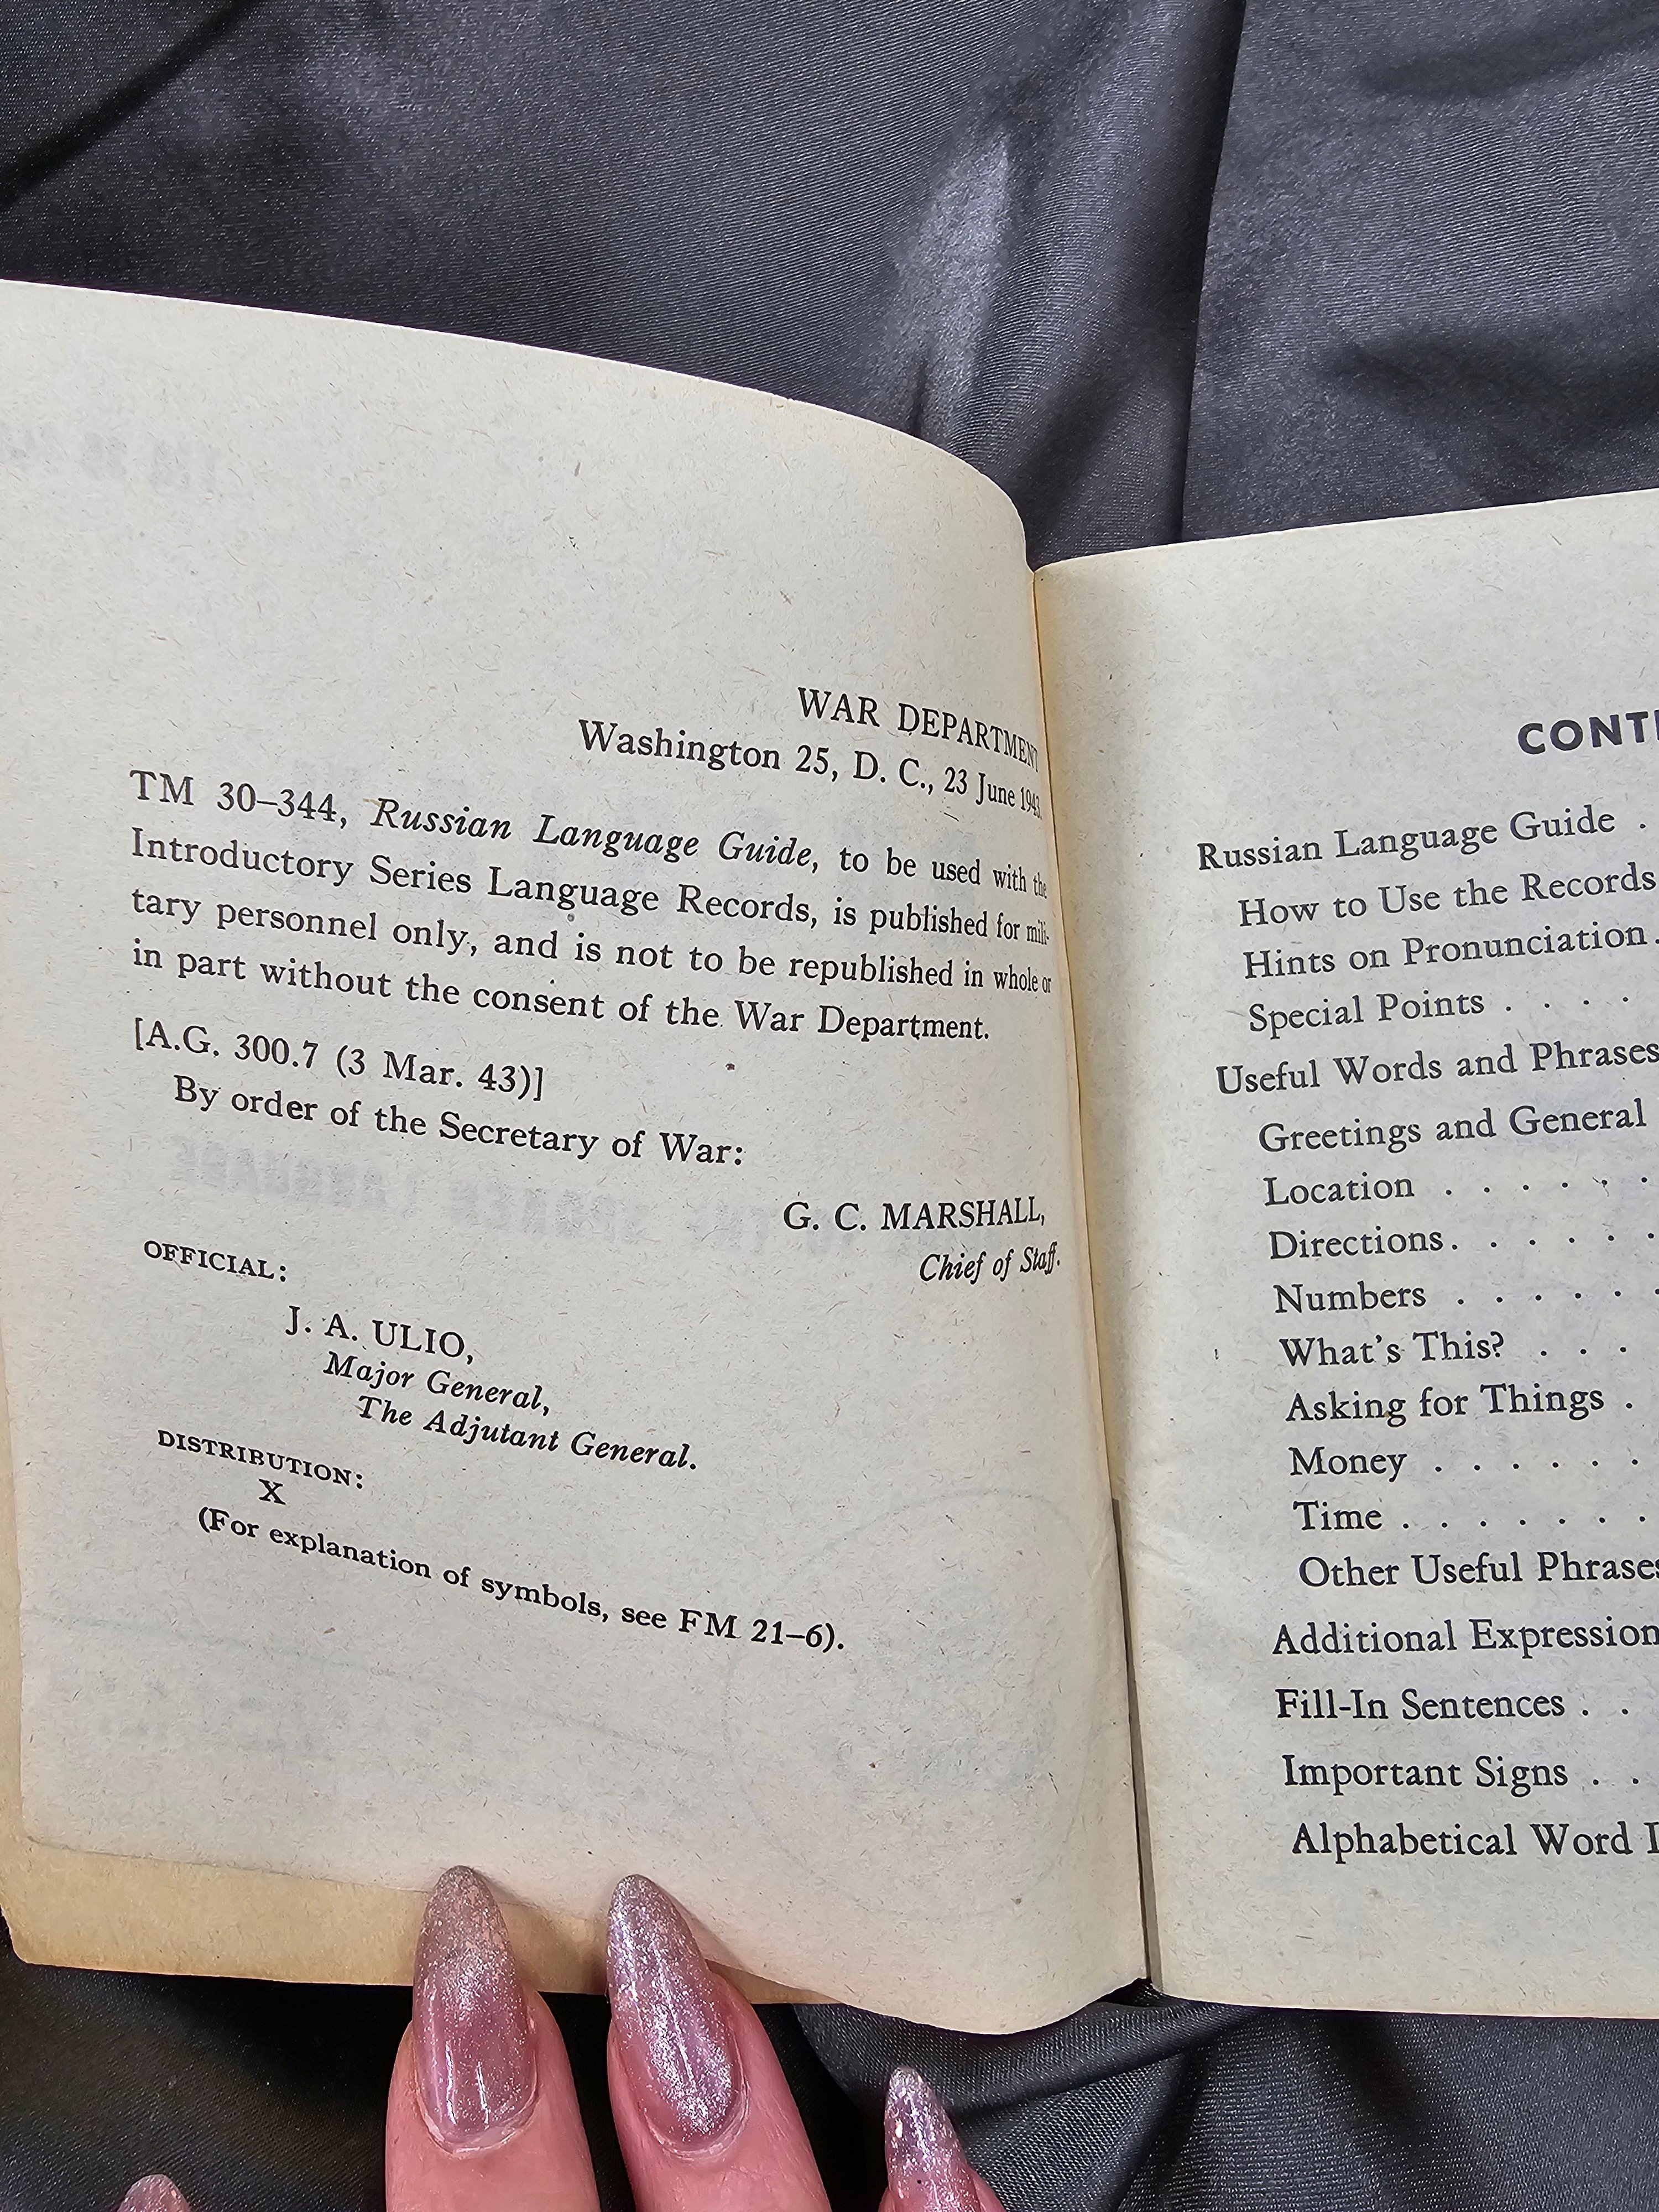 WAR DEPARTMENT
Washington 25, D. C., 23 June 1943.
TM 30–344, Russian Language Guide, to be used with the
Introductory Series Language Records, is published for mili-
tary personnel only, and is not to be republished in whole or
in part without the consent of the War Department.
[A.G. 300.7 (3 Mar. 43)]
By order of the Secretary of War:
G. C. MARSHALL,
Chief of Staff.
OFFICIAL:
J. A. ULIO,
Major General,
The Adjutant General.
DISTRIBUTION:
X
(For explanation of symbols, see FM 21–6).
CONT
Russian Language Guide .
How to Use the Records
Hints on Pronunciation .
Special Points . . . .
Useful Words and Phrases
Greetings and General
Location . . . . . .
Directions . . . . . .
Numbers . . . . . .
What's This? . . .
Asking for Things .
Money . . . . . .
Time . . . . . . .
Other Useful Phrases
Additional Expression
Fill-In Sentences . .
Important Signs . .
Alphabetical Word